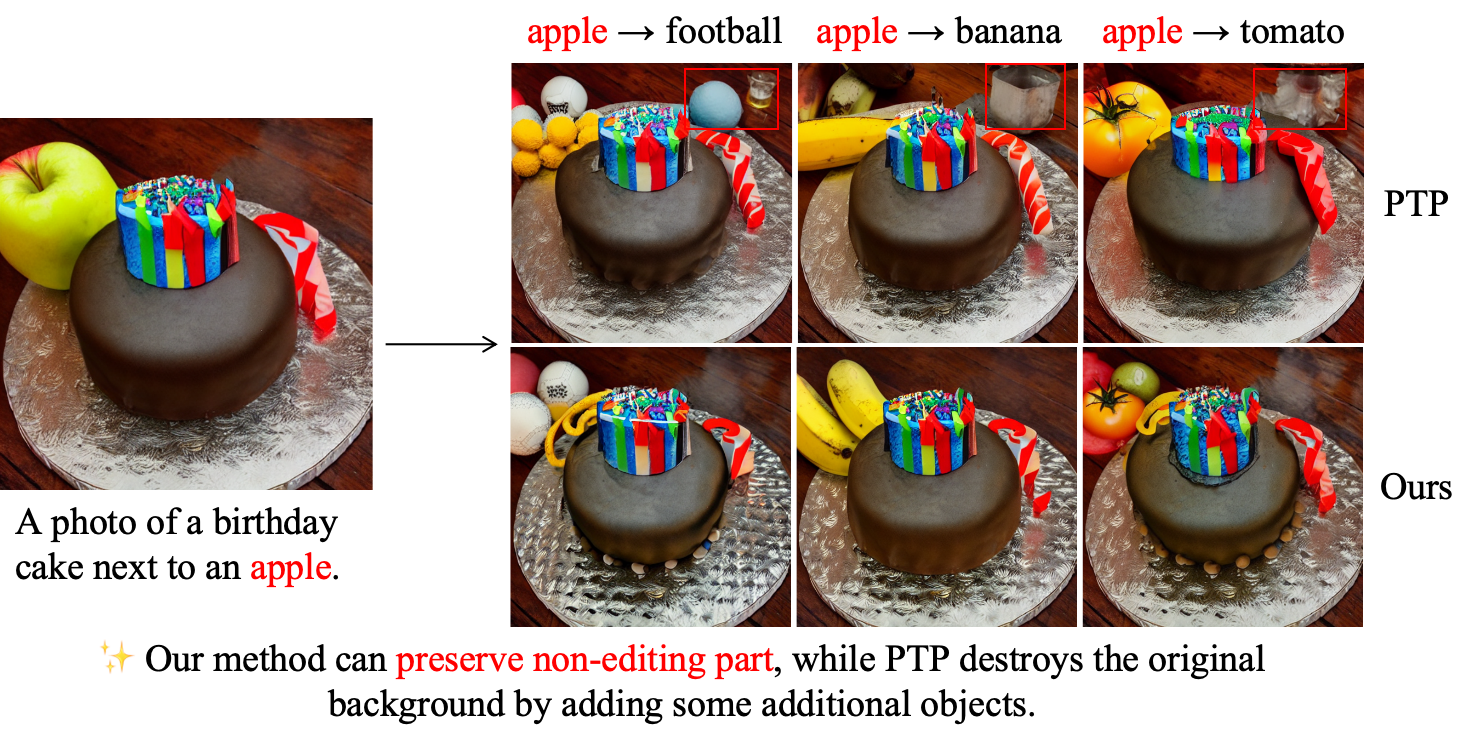 apple → football
apple → banana
apple → tomato
PTP
Ours
A photo of a birthday
cake next to an apple.
✨ Our method can preserve non-editing part, while PTP destroys the original
background by adding some additional objects.